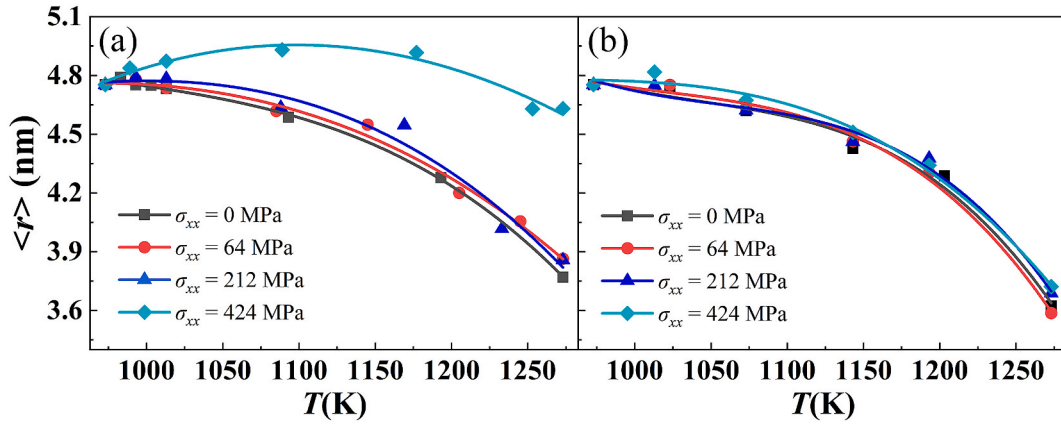 5.1
4.8
4.5
4.2
3.9
3.6
<r> (nm)
(a)
σxx = 0 MPa
σxx = 64 MPa
σxx = 212 MPa
σxx = 424 MPa
1000 1050 1100 1150 1200 1250
T(K)
(b)
σxx = 0 MPa
σxx = 64 MPa
σxx = 212 MPa
σxx = 424 MPa
1000 1050 1100 1150 1200 1250
T(K)